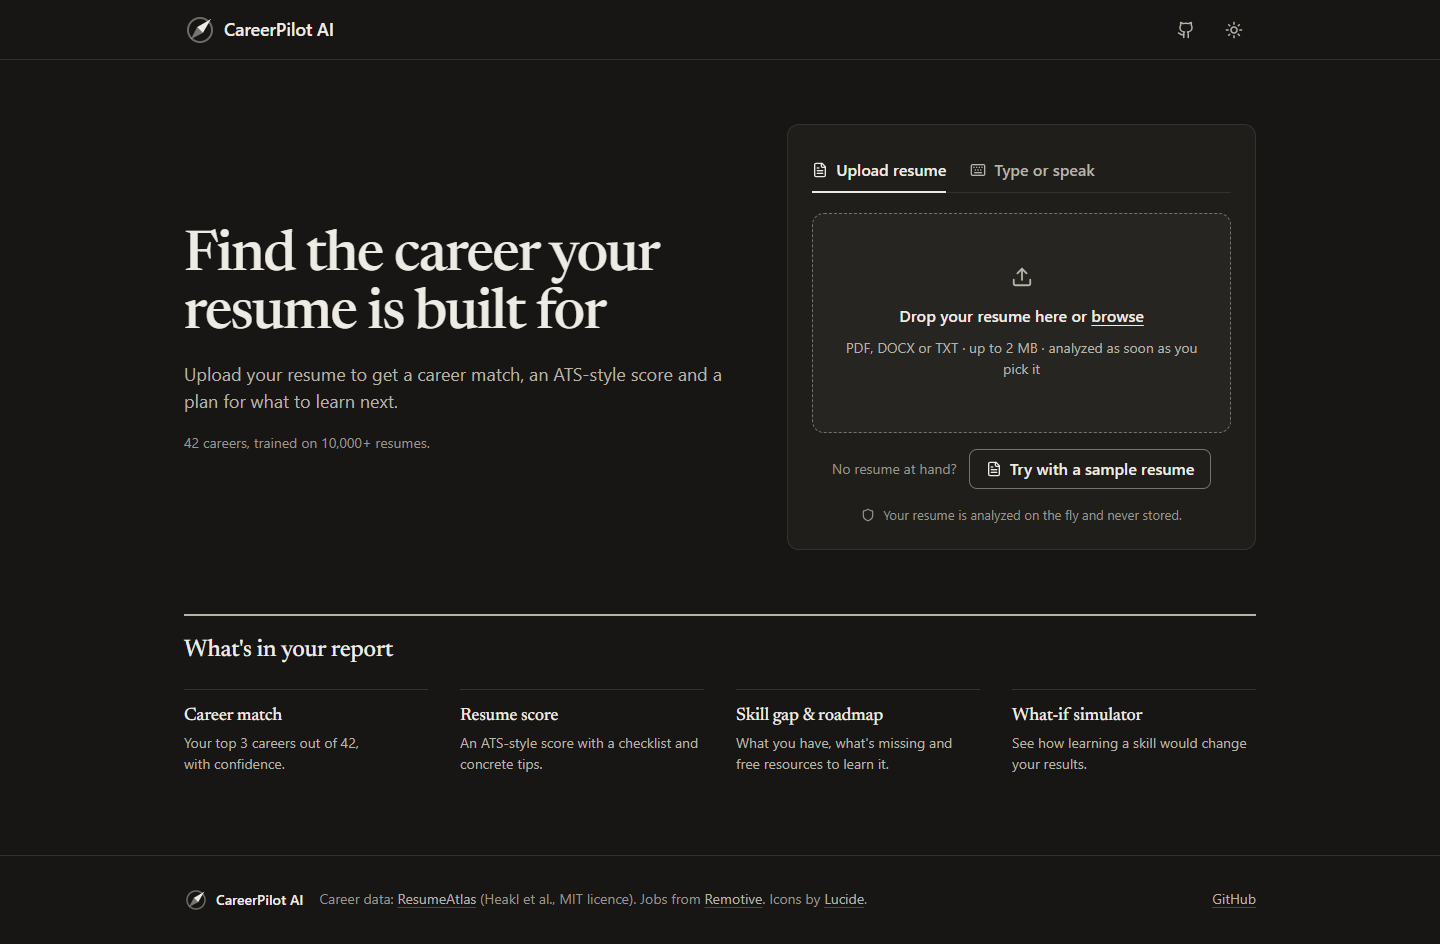 CareerPilot AI
Find the career your
resume is built for
Upload your resume to get a career match, an ATS-style score and a
plan for what to learn next.
42 careers, trained on 10,000+ resumes.
Upload resume
Type or speak
Drop your resume here or browse
PDF, DOCX or TXT · up to 2 MB · analyzed as soon as you
pick it
No resume at hand?
Try with a sample resume
Your resume is analyzed on the fly and never stored.
What's in your report
Career match
Your top 3 careers out of 42,
with confidence.
Resume score
An ATS-style score with a checklist and
concrete tips.
Skill gap & roadmap
What you have, what's missing and
free resources to learn it.
What-if simulator
See how learning a skill would change
your results.
CareerPilot AI
Career data: ResumeAtlas (Heakl et al., MIT licence). Jobs from Remotive. Icons by Lucide.
GitHub